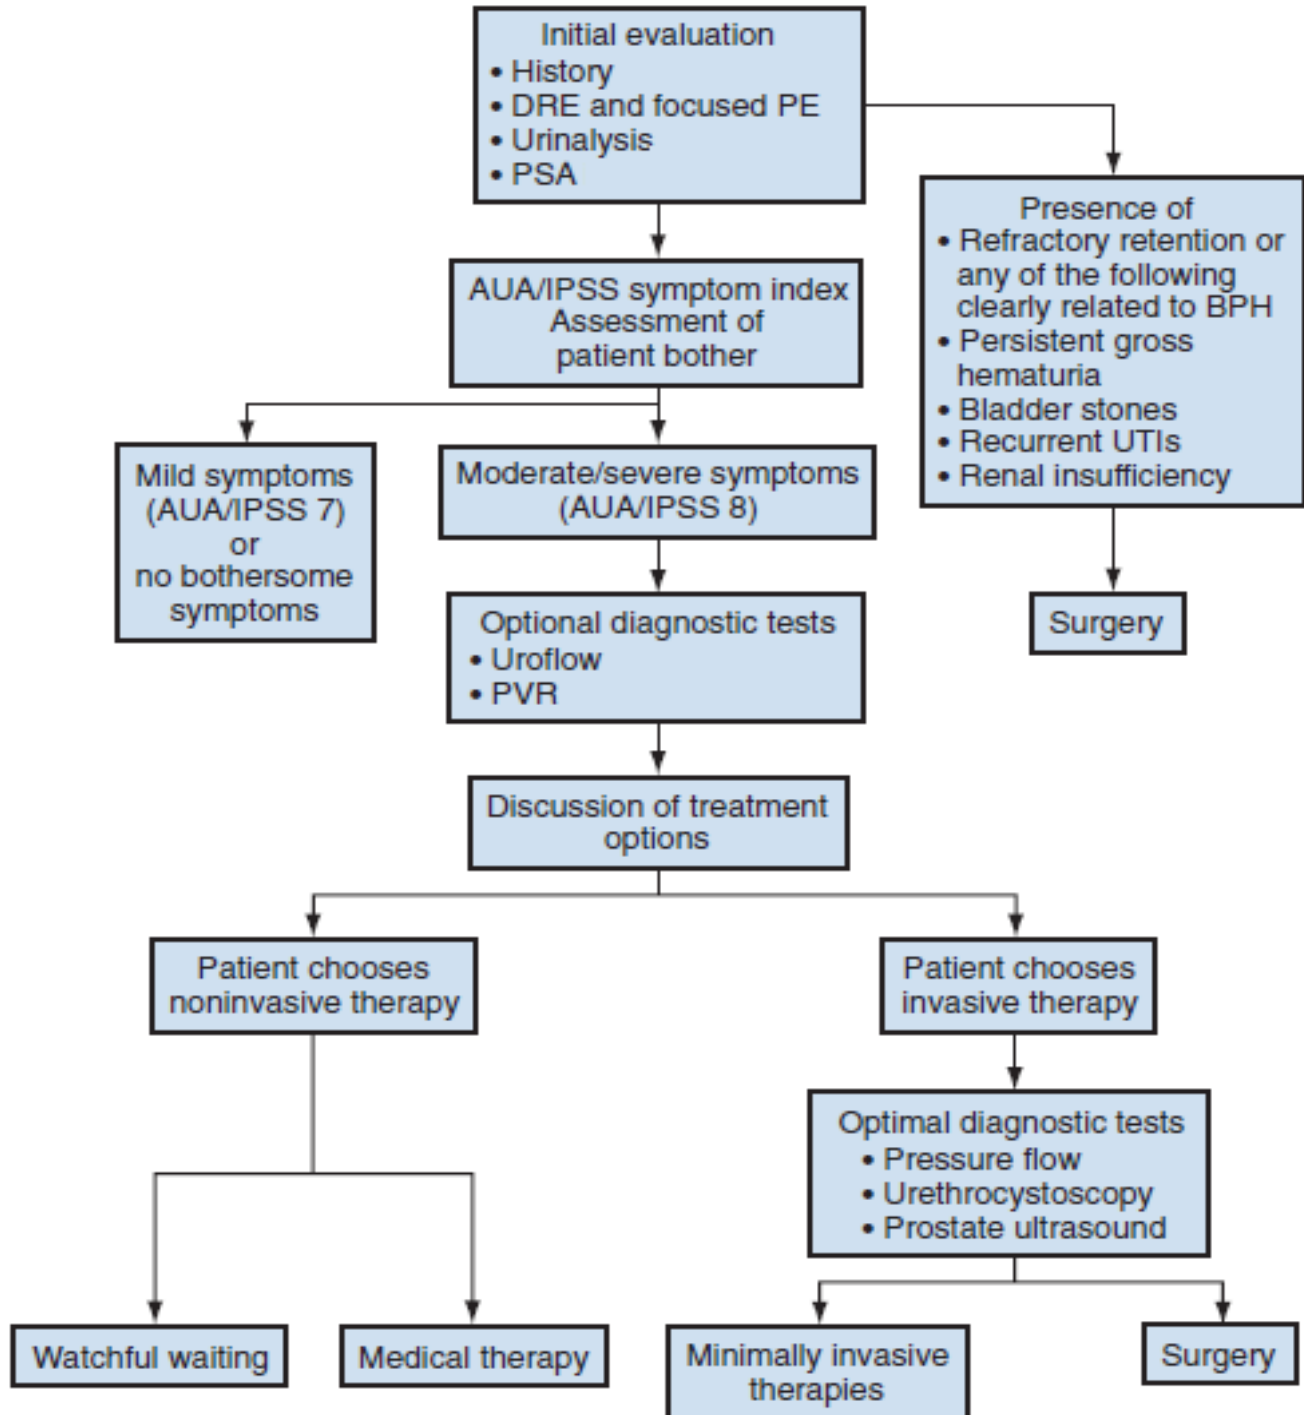 Initial evaluation
• History
• DRE and focused PE
• Urinalysis
• PSA
Presence of
• Refractory retention or
any of the following
clearly related to BPH
• Persistent gross
hematuria
• Bladder stones
• Recurrent UTIs
• Renal insufficiency
AUA/IPSS symptom index
Assessment of
patient bother
Mild symptoms
(AUA/IPSS 7)
or
no bothersome
symptoms
Moderate/severe symptoms
(AUA/IPSS 8)
Optional diagnostic tests
• Uroflow
• PVR
Surgery
Discussion of treatment
options
Patient chooses
noninvasive therapy
Patient chooses
invasive therapy
Optimal diagnostic tests
• Pressure flow
• Urethrocystoscopy
• Prostate ultrasound
Watchful waiting
Medical therapy
Minimally invasive
therapies
Surgery